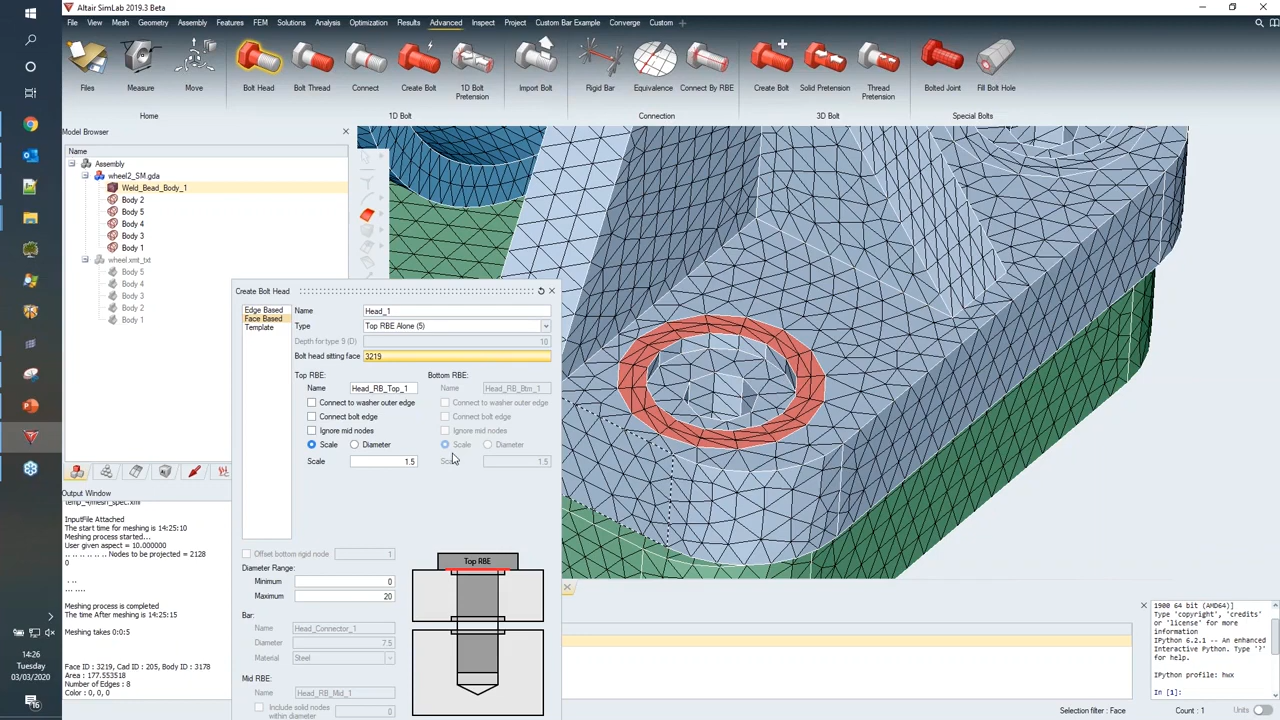 Altair SimLab 2019.3 Beta
File View Mesh Geometry Assembly Features FEM Solutions Analysis Optimization Results Advanced Inspect Project Custom Bar Example Converge Custom
Files Measure Move Bolt Head Bolt Thread Connect Create Bolt 1D Bolt Pretension Import Bolt Rigid Bar Equivalence Connect By RBE Create Bolt Solid Pretension Thread Pretension Bolted Joint Fill Bolt Hole
Home 1D Bolt Connection 3D Bolt Special Bolts
Model Browser
Name
Assembly
wheel2_SM.gda
Weld_Bead_Body_1
Body 2
Body 5
Body 4
Body 3
Body 1
wheel.xmt_txt
Body 5
Body 4
Body 3
Body 2
Body 1
Create Bolt Head
Edge Based
Face Based
Template
Name Head_1
Type Top RBE Alone (5)
Depth for type 9 (D) 10
Bolt head sitting face 3219
Top RBE: Bottom RBE:
Name Head_RB_Top_1 Name Head_RB_Btm_1
Connect to washer outer edge Connect to washer outer edge
Connect bolt edge Connect bolt edge
Ignore mid nodes Ignore mid nodes
Scale Diameter Scale Diameter
Scale 1.5 1.5
Offset bottom rigid node 1
Diameter Range:
Minimum 0
Maximum 20
Bar:
Name Head_Connector_1
Diameter 7.5
Material Steel
Mid RBE:
Name Head_RB_Mid_1
Include solid nodes
within diameter 0
Top RBE
Output Window
temp_4/mesh_spec.xml
InputFile Attached
The start time for meshing is 14:25:10
Meshing process started...
User given aspect = 10.000000
.. .. .. .. .. .. Nodes to be projected = 2128
0
. ..
... ....
Meshing process is completed
The time After meshing is 14:25:15
Meshing takes 0:0:5
Face ID : 3219, Cad ID : 205, Body ID : 3178
Area : 177.553518
Number of Edges : 8
Color : 0, 0, 0
1900 64 bit (AMD64)]
Type "copyright",
"credits" or "license" for more
information
IPython 6.2.1 -- An enhanced
Interactive Python. Type '?'
for help.
IPython profile: hwx
In [1]:
Selection filter : Face Count : 1 Units
14:26
Tuesday
03/03/2020
16